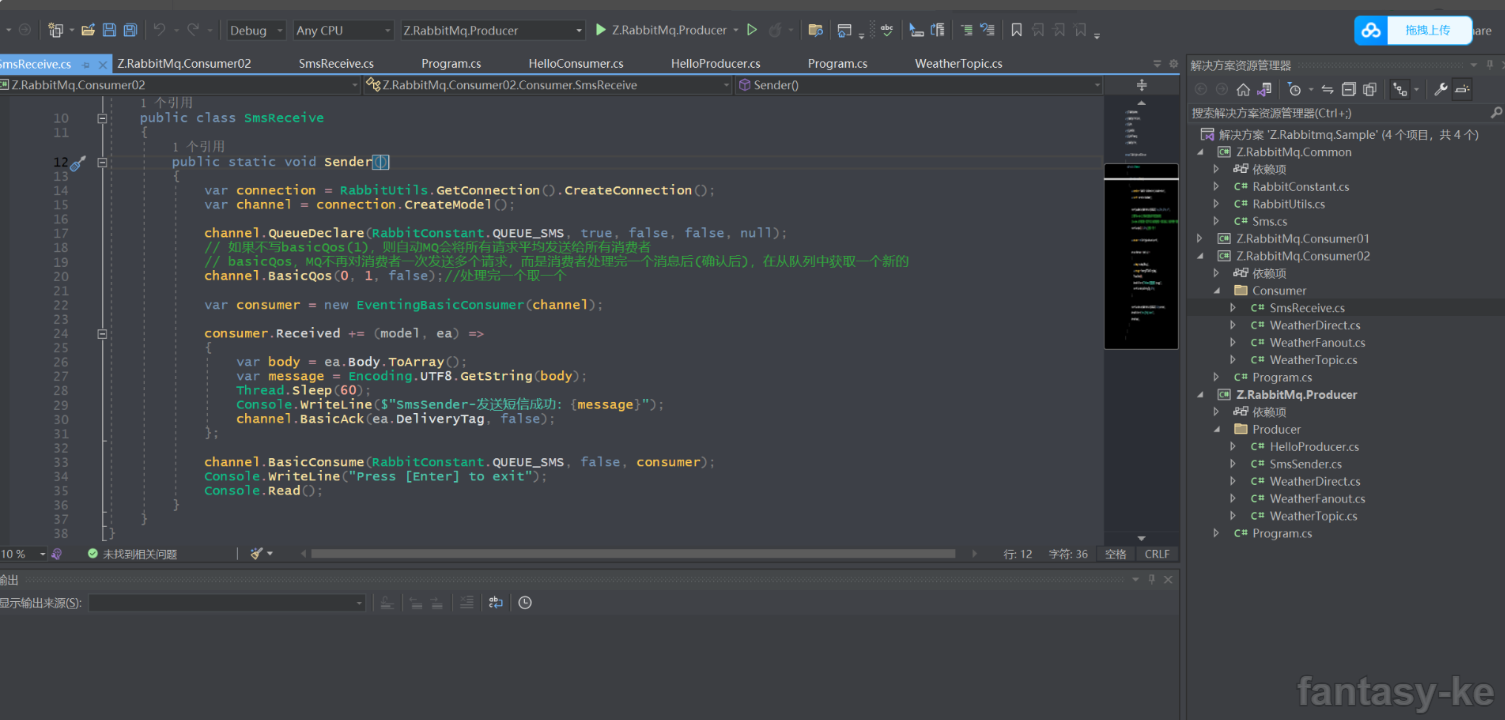 Debug
Any CPU
Z.RabbitMq.Producer
Z.RabbitMq.Producer
拖拽上传
are
SmsReceive.cs
Z.RabbitMq.Consumer02
SmsReceive.cs
Program.cs
HelloConsumer.cs
HelloProducer.cs
Program.cs
WeatherTopic.cs
Z.RabbitMq.Consumer02
Z.RabbitMq.Consumer02.Consumer.SmsReceive
Sender()
1 个引用
10 public class SmsReceive
11 {
1 个引用
12 public static void Sender()
13 {
14 var connection = RabbitUtils.GetConnection().CreateConnection();
15 var channel = connection.CreateModel();
16
17 channel.QueueDeclare(RabbitConstant.QUEUE_SMS, true, false, false, null);
18 // 如果不写basicQos(1)，则自动MQ会将所有请求平均发送给所有消费者
19 // basicQos，MQ不再对消费者一次发送多个请求，而是消费者处理完一个消息后(确认后)，在从队列中获取一个新的
20 channel.BasicQos(0, 1, false);//处理完一个取一个
21
22 var consumer = new EventingBasicConsumer(channel);
23
24 consumer.Received += (model, ea) =>
25 {
26 var body = ea.Body.ToArray();
27 var message = Encoding.UTF8.GetString(body);
28 Thread.Sleep(60);
29 Console.WriteLine($"SmsSender-发送短信成功: {message}");
30 channel.BasicAck(ea.DeliveryTag, false);
31 };
32
33 channel.BasicConsume(RabbitConstant.QUEUE_SMS, false, consumer);
34 Console.WriteLine("Press [Enter] to exit");
35 Console.Read();
36 }
37 }
38 }
10 %
未找到相关问题
行: 12
字符: 36
空格
CRLF
输出
显示输出来源(S):
解决方案资源管理器
搜索解决方案资源管理器(Ctrl+;)
解决方案 'Z.Rabbitmq.Sample' (4 个项目，共 4 个)
Z.RabbitMq.Common
依赖项
C# RabbitConstant.cs
C# RabbitUtils.cs
C# Sms.cs
Z.RabbitMq.Consumer01
Z.RabbitMq.Consumer02
依赖项
Consumer
C# SmsReceive.cs
C# WeatherDirect.cs
C# WeatherFanout.cs
C# WeatherTopic.cs
C# Program.cs
Z.RabbitMq.Producer
依赖项
Producer
C# HelloProducer.cs
C# SmsSender.cs
C# WeatherDirect.cs
C# WeatherFanout.cs
C# WeatherTopic.cs
C# Program.cs
fantasy-ke